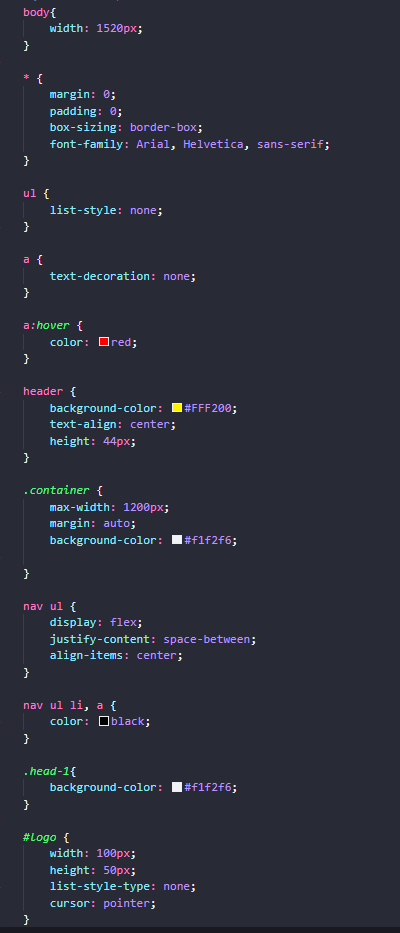 body{
    width: 1520px;
}

* {
    margin: 0;
    padding: 0;
    box-sizing: border-box;
    font-family: Arial, Helvetica, sans-serif;
}

ul {
    list-style: none;
}

a {
    text-decoration: none;
}

a:hover {
    color: red;
}

header {
    background-color: #FFF200;
    text-align: center;
    height: 44px;
}

.container {
    max-width: 1200px;
    margin: auto;
    background-color: #f1f2f6;

}

nav ul {
    display: flex;
    justify-content: space-between;
    align-items: center;
}

nav ul li, a {
    color: black;
}

.head-1{
    background-color: #f1f2f6;
}

#logo {
    width: 100px;
    height: 50px;
    list-style-type: none;
    cursor: pointer;
}